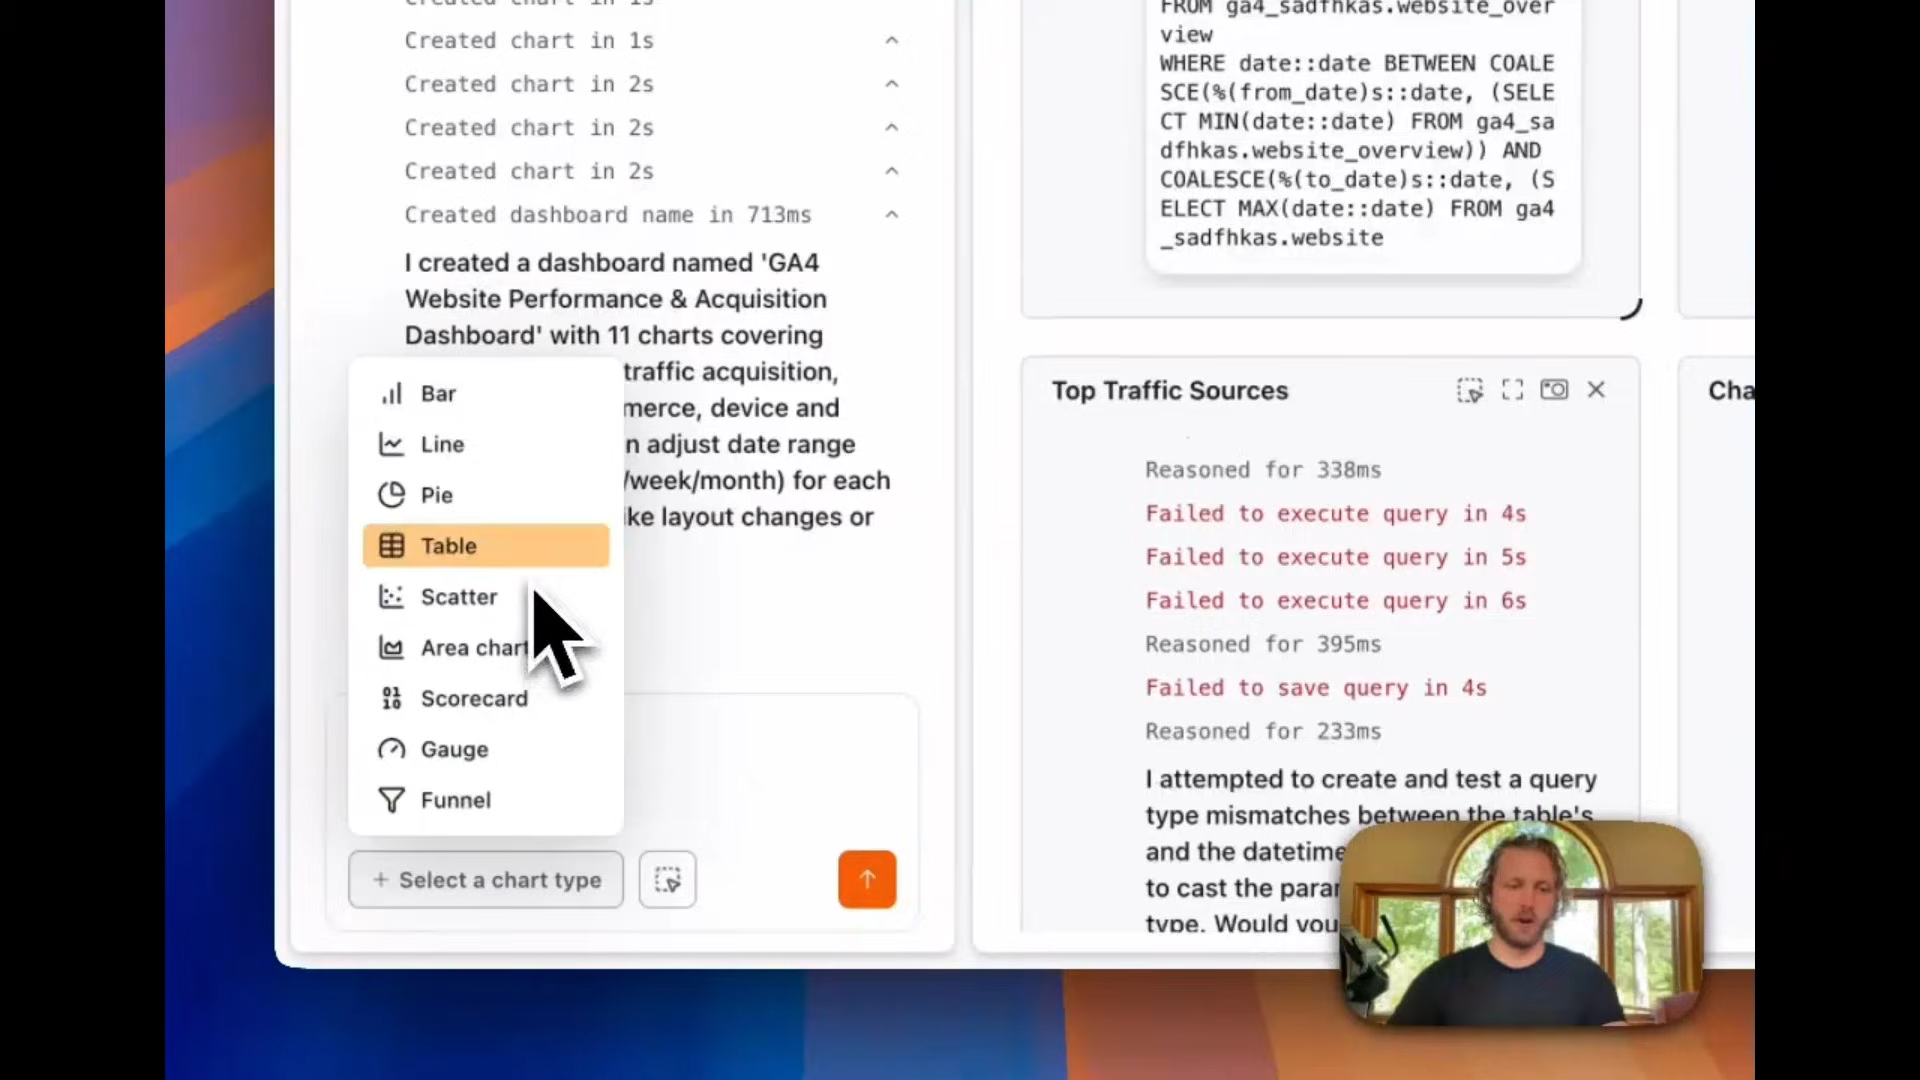 Created chart in 1s
Created chart in 1s
Created chart in 2s
Created chart in 2s
Created chart in 2s
Created dashboard name in 713ms
I created a dashboard named 'GA4
Website Performance & Acquisition
Dashboard' with 11 charts covering
traffic acquisition,
merce, device and
n adjust date range
/week/month) for each
ike layout changes or
Bar
Line
Pie
Table
Scatter
Area chart
Scorecard
Gauge
Funnel
+ Select a chart type
FROM ga4_sadfhkas.website_over
view
WHERE date::date BETWEEN COALE
SCE(%(from_date)s::date, (SELE
CT MIN(date::date) FROM ga4_sa
dfhkas.website_overview)) AND
COALESCE(%(to_date)s::date, (S
ELECT MAX(date::date) FROM ga4
_sadfhkas.website
Top Traffic Sources
Reasoned for 338ms
Failed to execute query in 4s
Failed to execute query in 5s
Failed to execute query in 6s
Reasoned for 395ms
Failed to save query in 4s
Reasoned for 233ms
I attempted to create and test a query
type mismatches between the table's
and the datetime
to cast the para
type. Would you
Cha